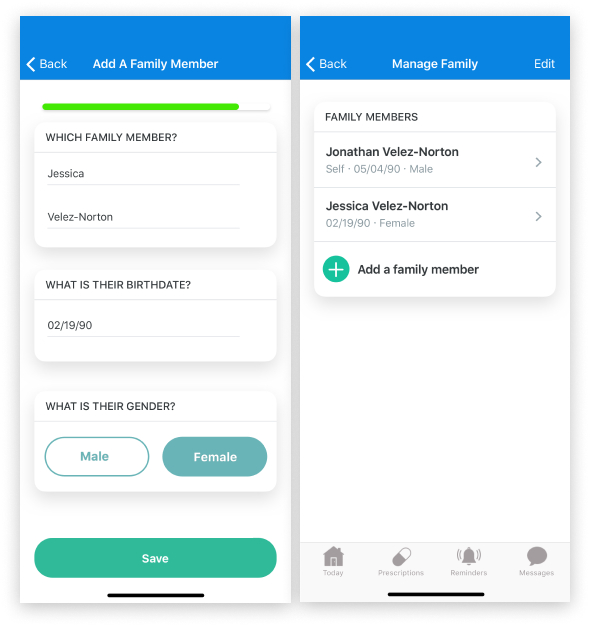 Back
Add A Family Member
WHICH FAMILY MEMBER?
Jessica
Velez-Norton
WHAT IS THEIR BIRTHDATE?
02/19/90
WHAT IS THEIR GENDER?
Male Female
Save
Back
Manage Family
Edit
FAMILY MEMBERS
Jonathan Velez-Norton
Self · 05/04/90 · Male
Jessica Velez-Norton
02/19/90 · Female
Add a family member
Today Prescriptions Reminders Messages